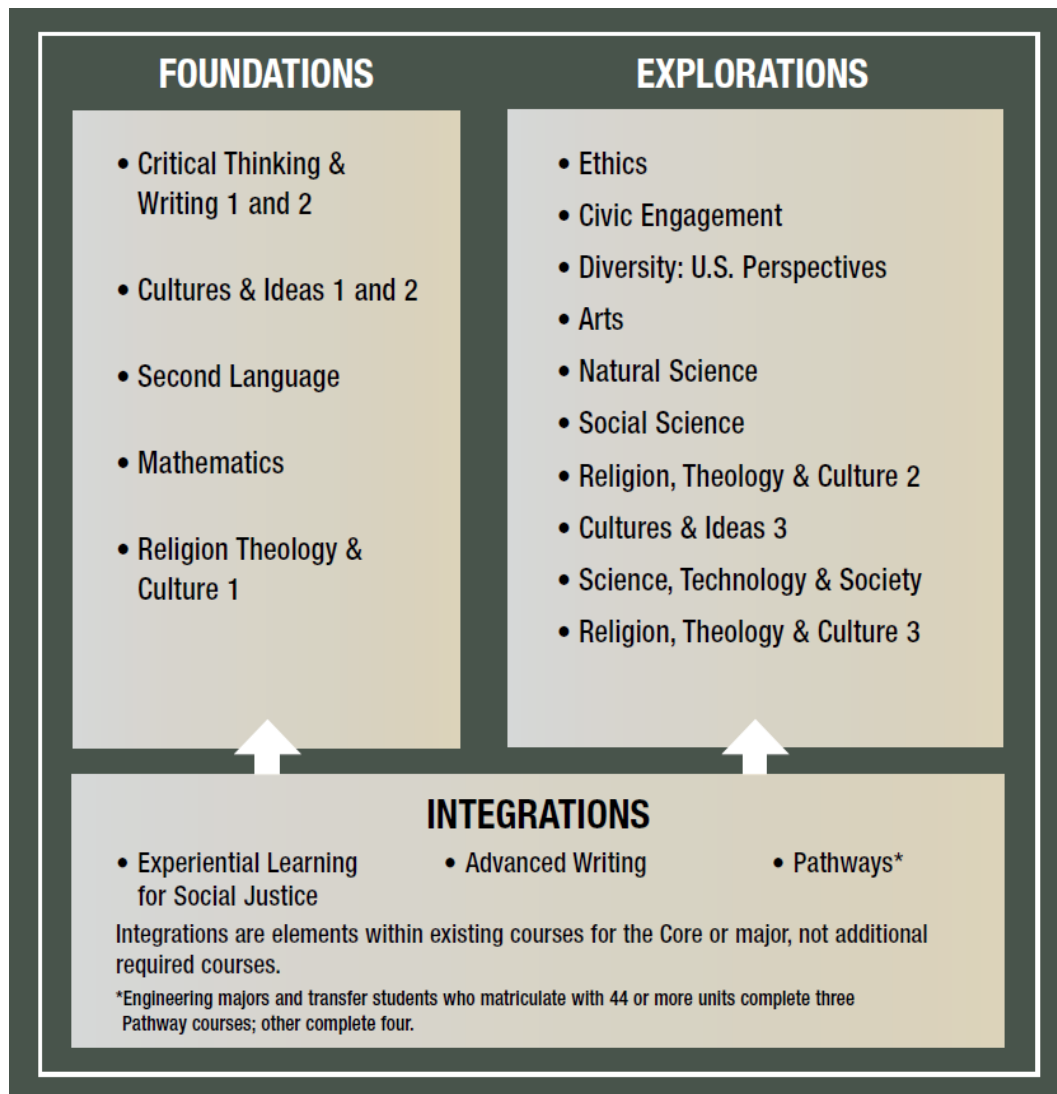 FOUNDATIONS
• Critical Thinking &
Writing 1 and 2
• Cultures & Ideas 1 and 2
• Second Language
• Mathematics
• Religion Theology &
Culture 1
EXPLORATIONS
• Ethics
• Civic Engagement
• Diversity: U.S. Perspectives
• Arts
• Natural Science
• Social Science
• Religion, Theology & Culture 2
• Cultures & Ideas 3
• Science, Technology & Society
• Religion, Theology & Culture 3
INTEGRATIONS
• Experiential Learning
for Social Justice
• Advanced Writing
• Pathways*
Integrations are elements within existing courses for the Core or major, not additional
required courses.
*Engineering majors and transfer students who matriculate with 44 or more units complete three
Pathway courses; other complete four.